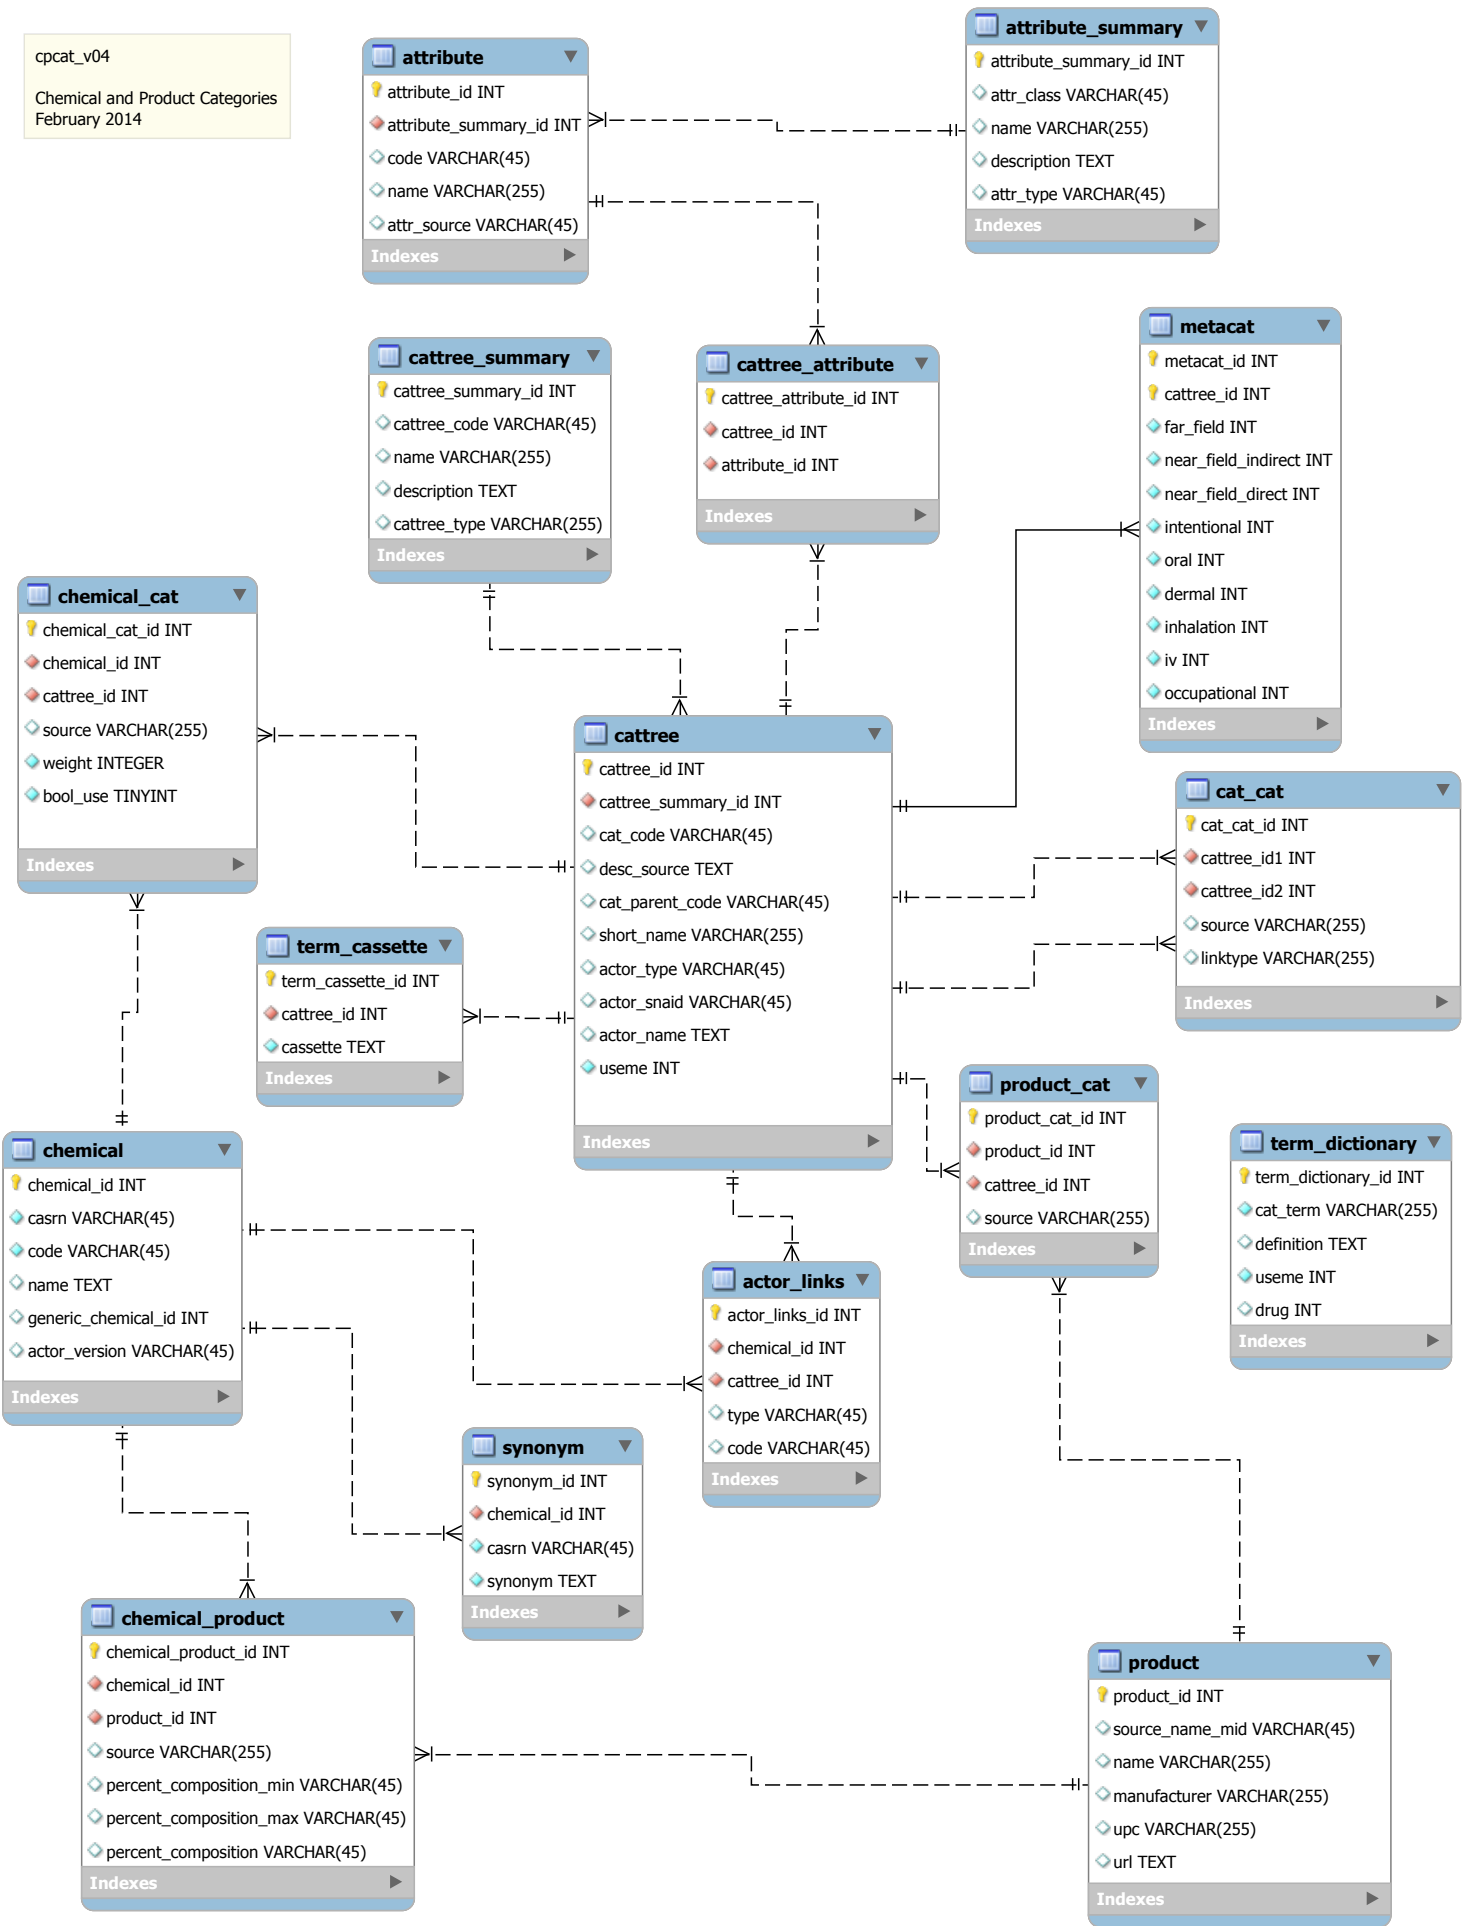 cpcat_v04
Chemical and Product Categories
February 2014
attribute
attribute_id INT
attribute_summary_id INT
code VARCHAR(45)
name VARCHAR(255)
attr_source VARCHAR(45)
Indexes
attribute_summary
attribute_summary_id INT
attr_class VARCHAR(45)
name VARCHAR(255)
description TEXT
attr_type VARCHAR(45)
Indexes
cattree_summary
cattree_summary_id INT
cattree_code VARCHAR(45)
name VARCHAR(255)
description TEXT
cattree_type VARCHAR(255)
Indexes
cattree_attribute
cattree_attribute_id INT
cattree_id INT
attribute_id INT
Indexes
metacat
metacat_id INT
cattree_id INT
far_field INT
near_field_indirect INT
near_field_direct INT
intentional INT
oral INT
dermal INT
inhalation INT
iv INT
occupational INT
Indexes
chemical_cat
chemical_cat_id INT
chemical_id INT
cattree_id INT
source VARCHAR(255)
weight INTEGER
bool_use TINYINT
Indexes
cattree
cattree_id INT
cattree_summary_id INT
cat_code VARCHAR(45)
desc_source TEXT
cat_parent_code VARCHAR(45)
short_name VARCHAR(255)
actor_type VARCHAR(45)
actor_snaid VARCHAR(45)
actor_name TEXT
useme INT
Indexes
cat_cat
cat_cat_id INT
cattree_id1 INT
cattree_id2 INT
source VARCHAR(255)
linktype VARCHAR(255)
Indexes
term_cassette
term_cassette_id INT
cattree_id INT
cassette TEXT
Indexes
product_cat
product_cat_id INT
product_id INT
cattree_id INT
source VARCHAR(255)
Indexes
term_dictionary
term_dictionary_id INT
cat_term VARCHAR(255)
definition TEXT
useme INT
drug INT
Indexes
chemical
chemical_id INT
casrn VARCHAR(45)
code VARCHAR(45)
name TEXT
generic_chemical_id INT
actor_version VARCHAR(45)
Indexes
actor_links
actor_links_id INT
chemical_id INT
cattree_id INT
type VARCHAR(45)
code VARCHAR(45)
Indexes
synonym
synonym_id INT
chemical_id INT
casrn VARCHAR(45)
synonym TEXT
Indexes
chemical_product
chemical_product_id INT
chemical_id INT
product_id INT
source VARCHAR(255)
percent_composition_min VARCHAR(45)
percent_composition_max VARCHAR(45)
percent_composition VARCHAR(45)
Indexes
product
product_id INT
source_name_mid VARCHAR(45)
name VARCHAR(255)
manufacturer VARCHAR(255)
upc VARCHAR(255)
url TEXT
Indexes